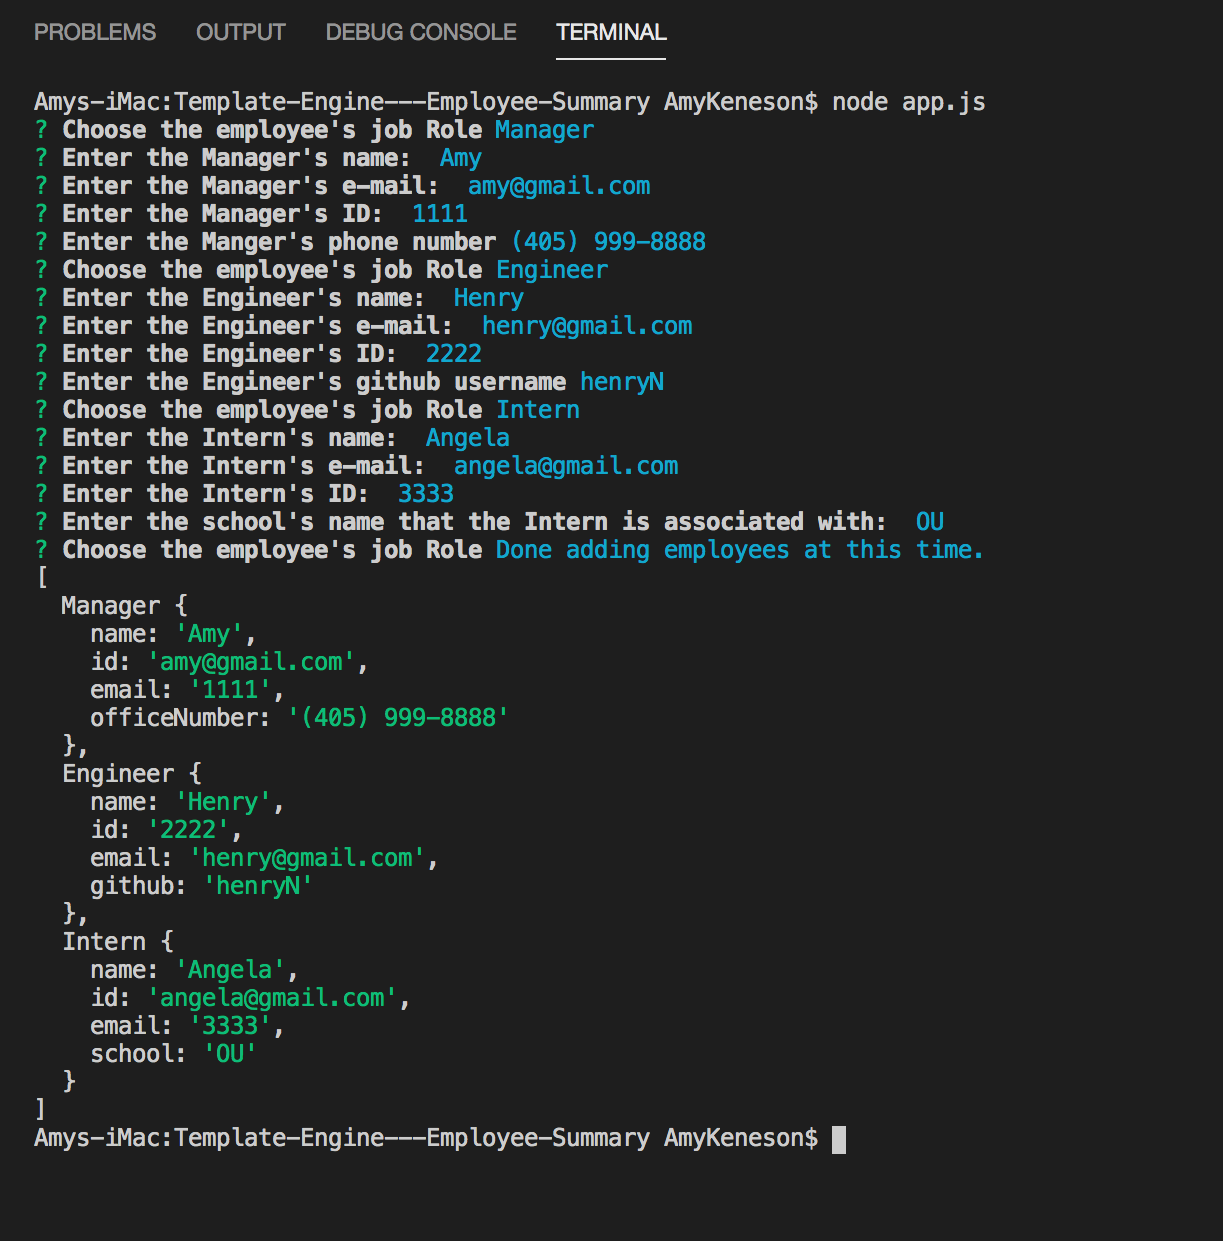 PROBLEMS OUTPUT DEBUG CONSOLE TERMINAL
Amys-iMac:Template-Engine---Employee-Summary AmyKeneson$ node app.js
? Choose the employee's job Role Manager
? Enter the Manager's name:  Amy
? Enter the Manager's e-mail:  amy@gmail.com
? Enter the Manager's ID:  1111
? Enter the Manger's phone number (405) 999-8888
? Choose the employee's job Role Engineer
? Enter the Engineer's name:  Henry
? Enter the Engineer's e-mail:  henry@gmail.com
? Enter the Engineer's ID:  2222
? Enter the Engineer's github username henryN
? Choose the employee's job Role Intern
? Enter the Intern's name:  Angela
? Enter the Intern's e-mail:  angela@gmail.com
? Enter the Intern's ID:  3333
? Enter the school's name that the Intern is associated with:  OU
? Choose the employee's job Role Done adding employees at this time.
[
  Manager {
    name: 'Amy',
    id: 'amy@gmail.com',
    email: '1111',
    officeNumber: '(405) 999-8888'
  },
  Engineer {
    name: 'Henry',
    id: '2222',
    email: 'henry@gmail.com',
    github: 'henryN'
  },
  Intern {
    name: 'Angela',
    id: 'angela@gmail.com',
    email: '3333',
    school: 'OU'
  }
]
Amys-iMac:Template-Engine---Employee-Summary AmyKeneson$